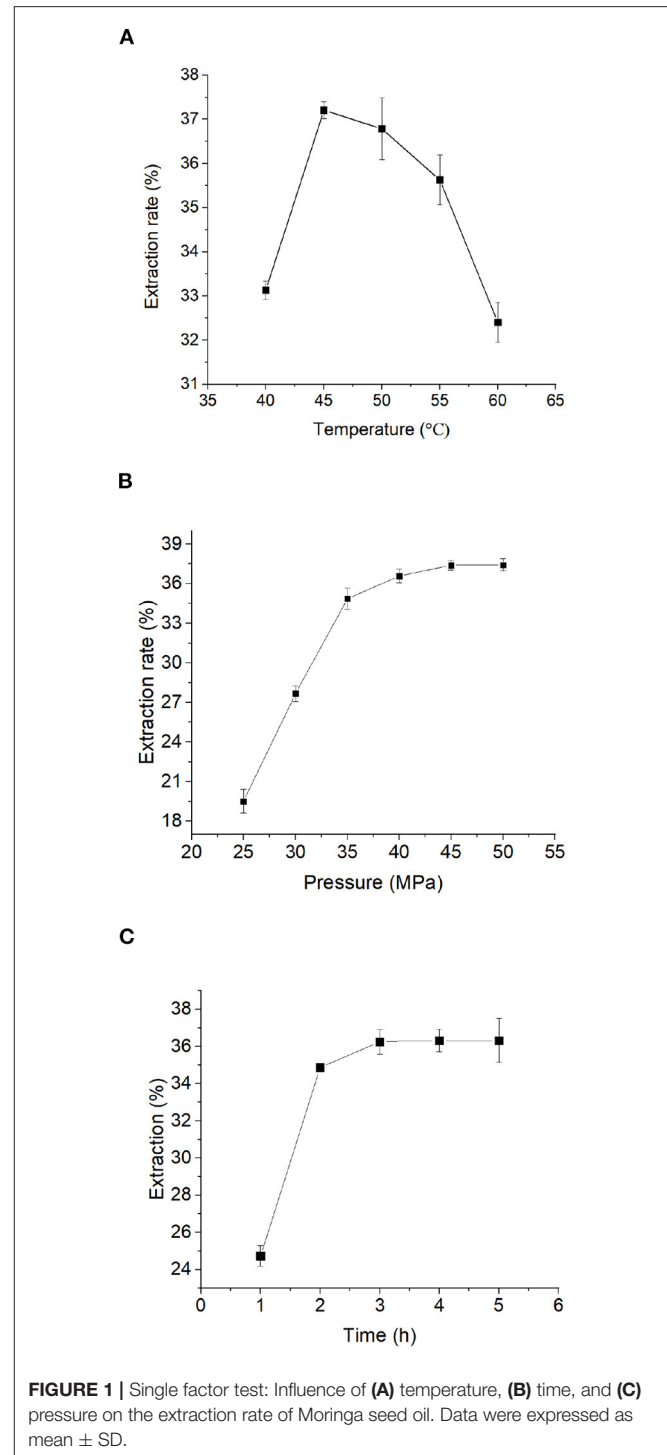 A
38
37
36
35
34
33
32
31
Extraction rate (%)
35 40 45 50 55 60 65
Temperature (°C)
B
39
36
33
30
27
24
21
18
Extraction rate (%)
20 25 30 35 40 45 50 55
Pressure (MPa)
C
38
36
34
32
30
28
26
24
Extraction (%)
0 1 2 3 4 5 6
Time (h)
FIGURE 1 | Single factor test: Influence of (A) temperature, (B) time, and (C)
pressure on the extraction rate of Moringa seed oil. Data were expressed as
mean ± SD.